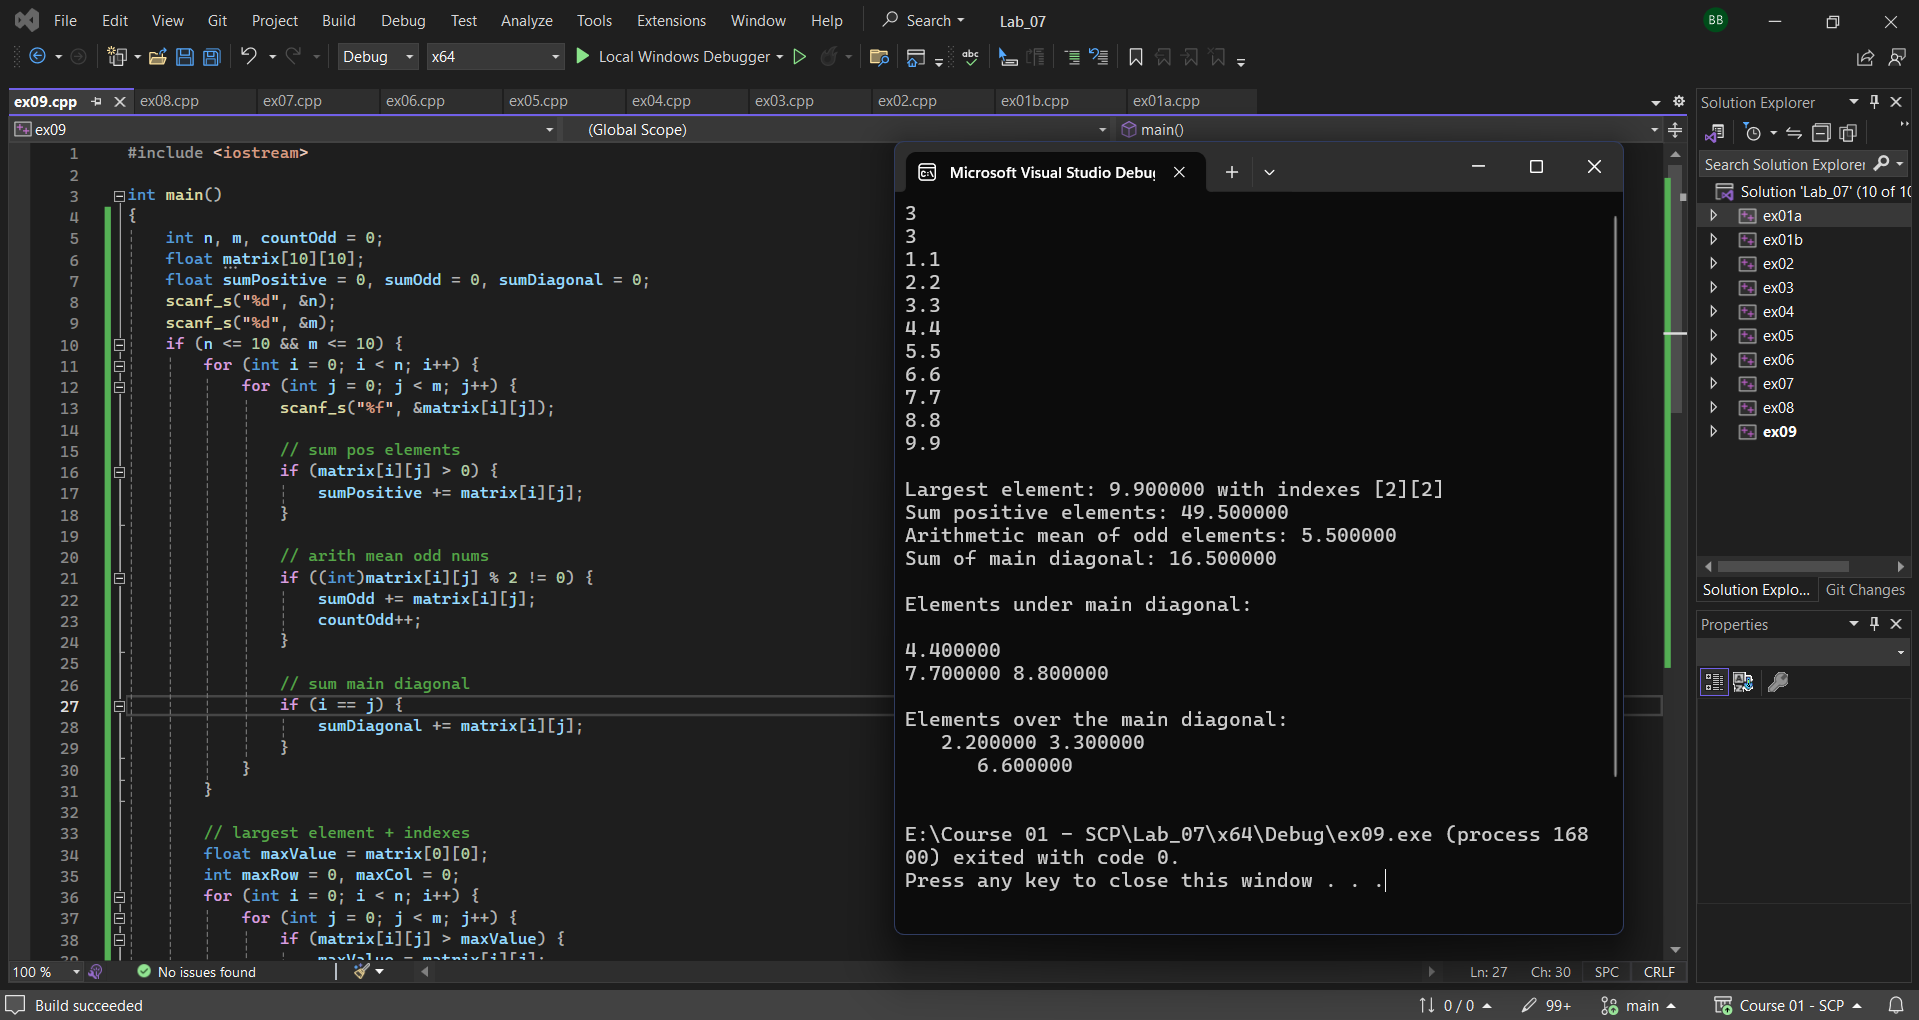 File Edit View Git Project Build Debug Test Analyze Tools Extensions Window Help Search Lab_07 BB
Debug x64 Local Windows Debugger
ex09.cpp ex08.cpp ex07.cpp ex06.cpp ex05.cpp ex04.cpp ex03.cpp ex02.cpp ex01b.cpp ex01a.cpp
ex09 (Global Scope) main()
1 #include <iostream>
2
3 int main()
4 {
5 int n, m, countOdd = 0;
6 float matrix[10][10];
7 float sumPositive = 0, sumOdd = 0, sumDiagonal = 0;
8 scanf_s("%d", &n);
9 scanf_s("%d", &m);
10 if (n <= 10 && m <= 10) {
11 for (int i = 0; i < n; i++) {
12 for (int j = 0; j < m; j++) {
13 scanf_s("%f", &matrix[i][j]);
14
15 // sum pos elements
16 if (matrix[i][j] > 0) {
17 sumPositive += matrix[i][j];
18 }
19
20 // arith mean odd nums
21 if ((int)matrix[i][j] % 2 != 0) {
22 sumOdd += matrix[i][j];
23 countOdd++;
24 }
25
26 // sum main diagonal
27 if (i == j) {
28 sumDiagonal += matrix[i][j];
29 }
30 }
31 }
32
33 // largest element + indexes
34 float maxValue = matrix[0][0];
35 int maxRow = 0, maxCol = 0;
36 for (int i = 0; i < n; i++) {
37 for (int j = 0; j < m; j++) {
38 if (matrix[i][j] > maxValue) {
39 maxValue = matrix[i][j];
Microsoft Visual Studio Debug
3
3
1.1
2.2
3.3
4.4
5.5
6.6
7.7
8.8
9.9
Largest element: 9.900000 with indexes [2][2]
Sum positive elements: 49.500000
Arithmetic mean of odd elements: 5.500000
Sum of main diagonal: 16.500000
Elements under main diagonal:
4.400000
7.700000 8.800000
Elements over the main diagonal:
2.200000 3.300000
6.600000
E:\Course 01 - SCP\Lab_07\x64\Debug\ex09.exe (process 168
00) exited with code 0.
Press any key to close this window . . .
Solution Explorer
Search Solution Explorer
Solution 'Lab_07' (10 of 10
ex01a
ex01b
ex02
ex03
ex04
ex05
ex06
ex07
ex08
ex09
Solution Explo... Git Changes
Properties
100 % No issues found Ln: 27 Ch: 30 SPC CRLF
Build succeeded 0 / 0 99+ main Course 01 - SCP